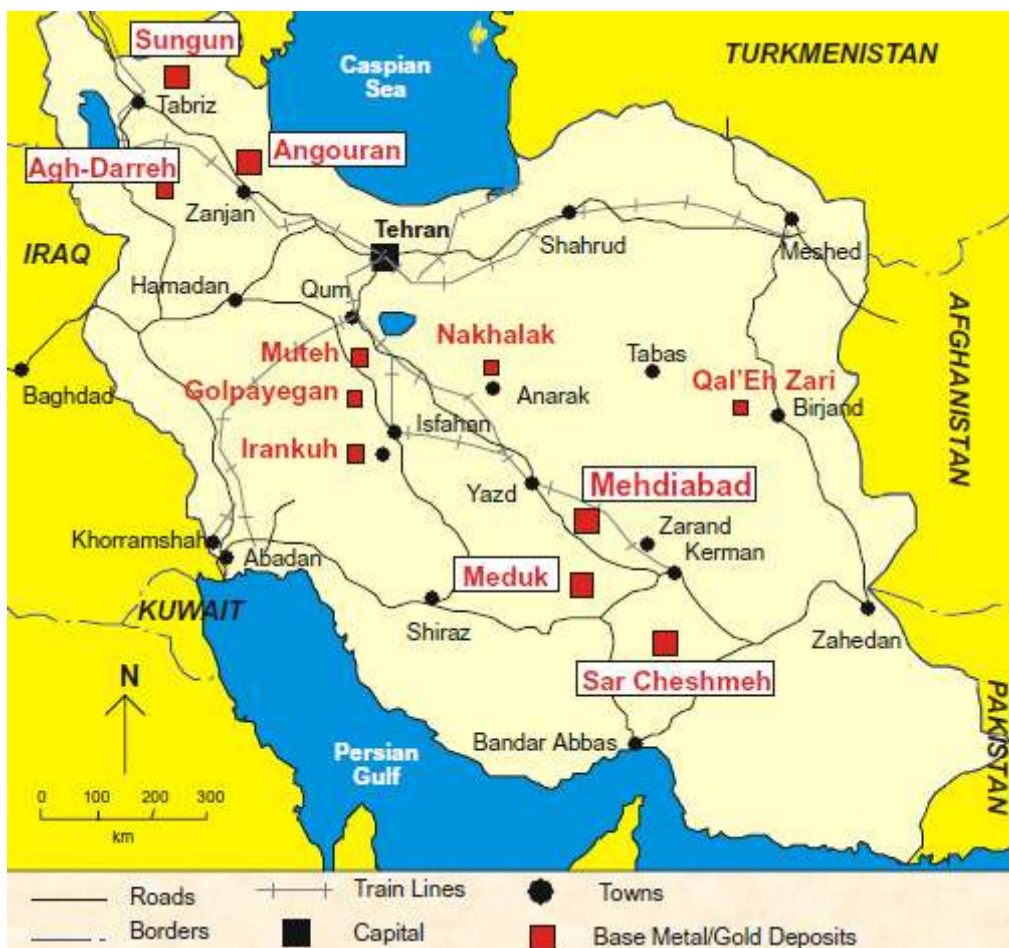 Sungun
TURKMENISTAN
Caspian
Sea
Tabriz
Angouran
Agh-Darreh
Zanjan
Tehran
Shahrud
Meshed
IRAQ
Hamadan
Qum
AFGHANISTAN
Nakhalak
Muteh
Tabas
Qal'Eh Zari
Baghdad
Golpayegan
Anarak
Birjand
Isfahan
Irankuh
Yazd
Mehdiabad
Zarand
Khorramshah
Abadan
Kerman
Meduk
KUWAIT
Shiraz
Zahedan
N
Sar Cheshmeh
PAKISTAN
Bandar Abbas
Persian
Gulf
0 100 200 300
km
Roads
Train Lines
Towns
Borders
Capital
Base Metal/Gold Deposits